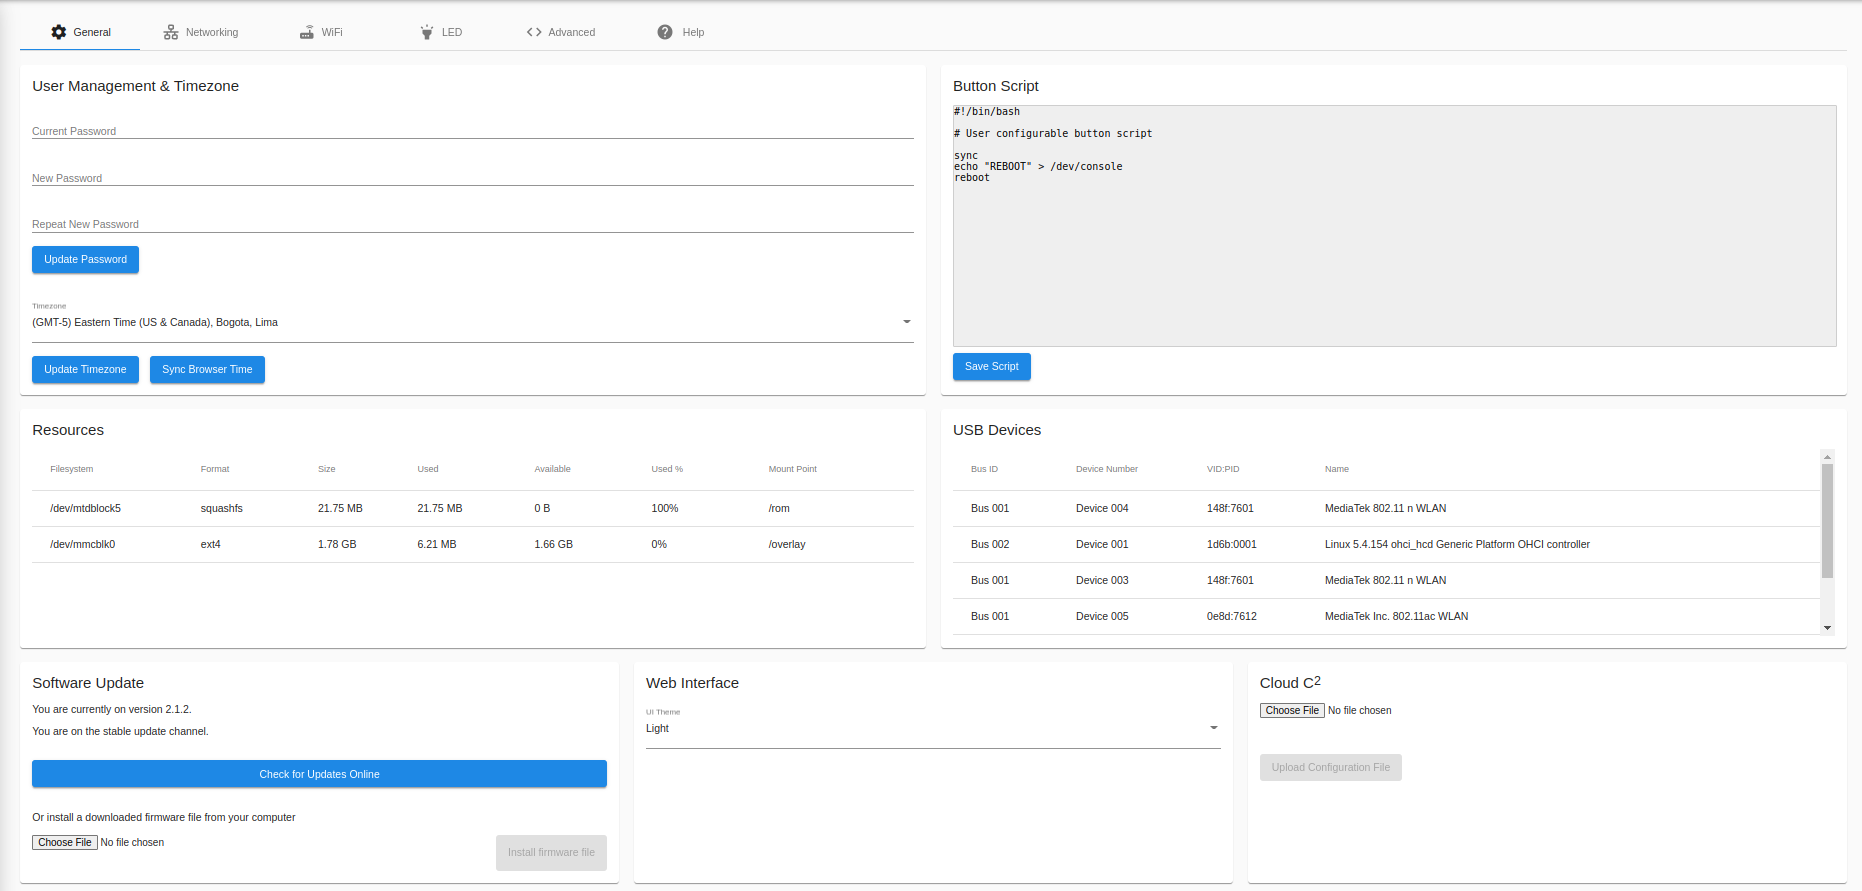 General
Networking
WiFi
LED
Advanced
Help
User Management & Timezone
Current Password
New Password
Repeat New Password
Update Password
Timezone
(GMT-5) Eastern Time (US & Canada), Bogota, Lima
Update Timezone
Sync Browser Time
Button Script
#!/bin/bash
# User configurable button script
sync
echo "REBOOT" > /dev/console
reboot
Save Script
Resources
Filesystem Format Size Used Available Used % Mount Point
/dev/mtdblock5 squashfs 21.75 MB 21.75 MB 0 B 100% /rom
/dev/mmcblk0 ext4 1.78 GB 6.21 MB 1.66 GB 0% /overlay
USB Devices
Bus ID Device Number VID:PID Name
Bus 001 Device 004 148f:7601 MediaTek 802.11 n WLAN
Bus 002 Device 001 1d6b:0001 Linux 5.4.154 ohci_hcd Generic Platform OHCI controller
Bus 001 Device 003 148f:7601 MediaTek 802.11 n WLAN
Bus 001 Device 005 0e8d:7612 MediaTek Inc. 802.11ac WLAN
Software Update
You are currently on version 2.1.2.
You are on the stable update channel.
Check for Updates Online
Or install a downloaded firmware file from your computer
Choose File No file chosen
Install firmware file
Web Interface
UI Theme
Light
Cloud C²
Choose File No file chosen
Upload Configuration File